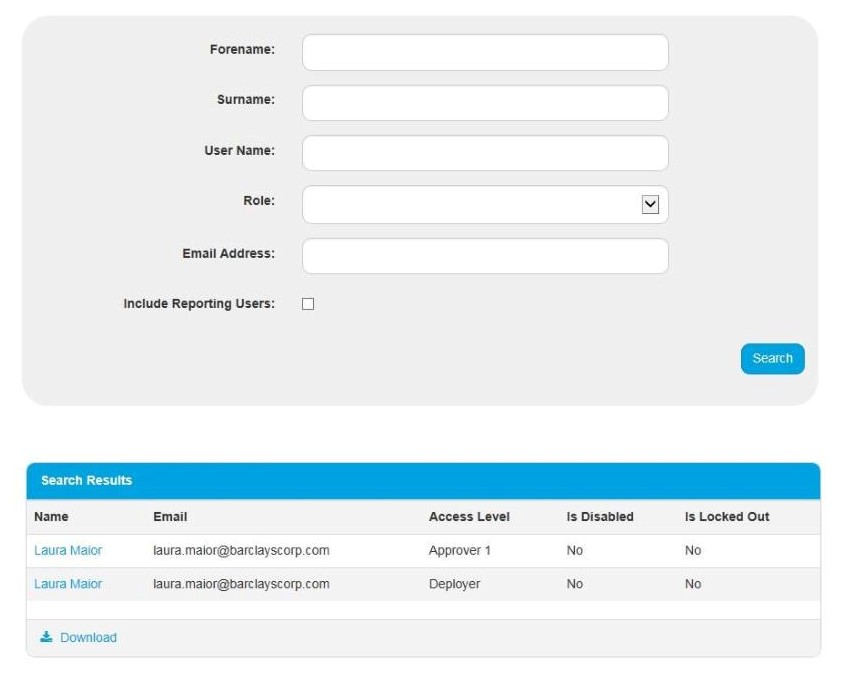 Forename:
Surname:
User Name:
Role:
Email Address:
Include Reporting Users:
Search
Search Results
Name Email Access Level Is Disabled Is Locked Out
Laura Maior laura.maior@barclayscorp.com Approver 1 No No
Laura Maior laura.maior@barclayscorp.com Deployer No No
Download